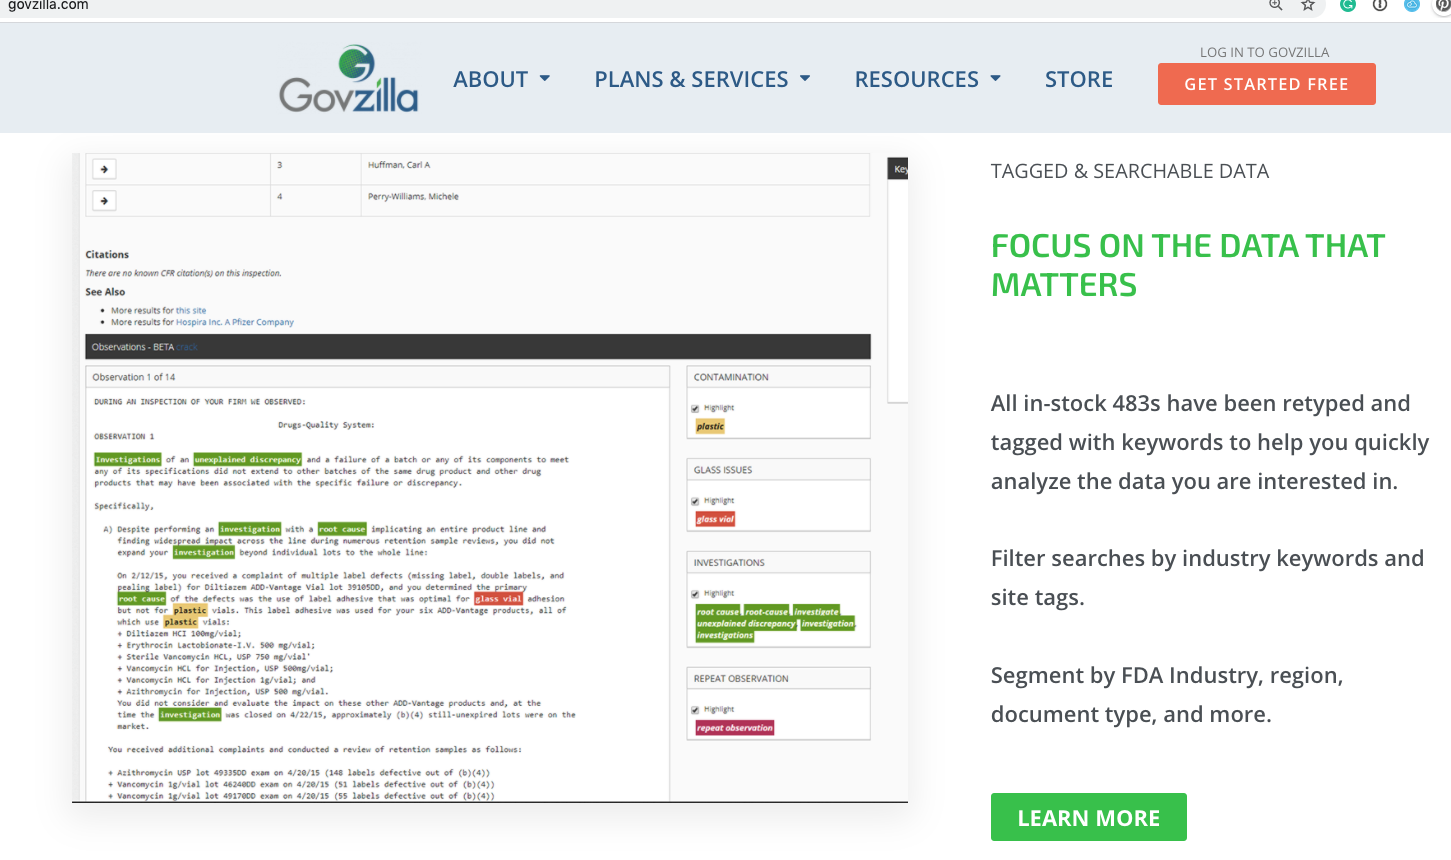 govzilla.com
LOG IN TO GOVZILLA
Govzilla
ABOUT
PLANS & SERVICES
RESOURCES
STORE
GET STARTED FREE
3 Huffman, Carl A
4 Perry-Williams, Michele
Key
Citations
There are no known CFR citation(s) on this inspection.
See Also
• More results for this site
• More results for Hospira Inc. A Pfizer Company
Observations - BETA crack
Observation 1 of 14
DURING AN INSPECTION OF YOUR FIRM WE OBSERVED:
Drugs-Quality System:
OBSERVATION 1
Investigations of an unexplained discrepancy and a failure of a batch or any of its components to meet
any of its specifications did not extend to other batches of the same drug product and other drug
products that may have been associated with the specific failure or discrepancy.
Specifically,
A) Despite performing an investigation with a root cause implicating an entire product line and
finding widespread impact across the line during numerous retention sample reviews, you did not
expand your investigation beyond individual lots to the whole line:
On 2/12/15, you received a complaint of multiple label defects (missing label, double labels, and
pealing label) for Diltiazem ADD-Vantage Vial lot 39105DD, and you determined the primary
root cause of the defects was the use of label adhesive that was optimal for glass vial adhesion
but not for plastic vials. This label adhesive was used for your six ADD-Vantage products, all of
which use plastic vials:
+ Diltiazem HCI 100mg/vial;
+ Erythrocin Lactobionate-I.V. 500 mg/vial;
+ Sterile Vancomycin HCL, USP 750 mg/vial'
+ Vancomycin HCL for Injection, USP 500mg/vial;
+ Vancomycin HCL for Injection 1g/vial; and
+ Azithromycin for Injection, USP 500 mg/vial.
You did not consider and evaluate the impact on these other ADD-Vantage products and, at the
time the investigation was closed on 4/22/15, approximately (b)(4) still-unexpired lots were on the
market.
You received additional complaints and conducted a review of retention samples as follows:
+ Azithromycin USP lot 49335DD exam on 4/20/15 (148 labels defective out of (b)(4))
+ Vancomycin 1g/vial lot 46240DD exam on 4/20/15 (51 labels defective out of (b)(4))
+ Vancomycin 1g/vial lot 49170DD exam on 4/20/15 (55 labels defective out of (b)(4))
CONTAMINATION
Highlight
plastic
GLASS ISSUES
Highlight
glass vial
INVESTIGATIONS
Highlight
root cause root-cause investigate
unexplained discrepancy investigation
investigations
REPEAT OBSERVATION
Highlight
repeat observation
TAGGED & SEARCHABLE DATA
FOCUS ON THE DATA THAT
MATTERS
All in-stock 483s have been retyped and
tagged with keywords to help you quickly
analyze the data you are interested in.
Filter searches by industry keywords and
site tags.
Segment by FDA Industry, region,
document type, and more.
LEARN MORE